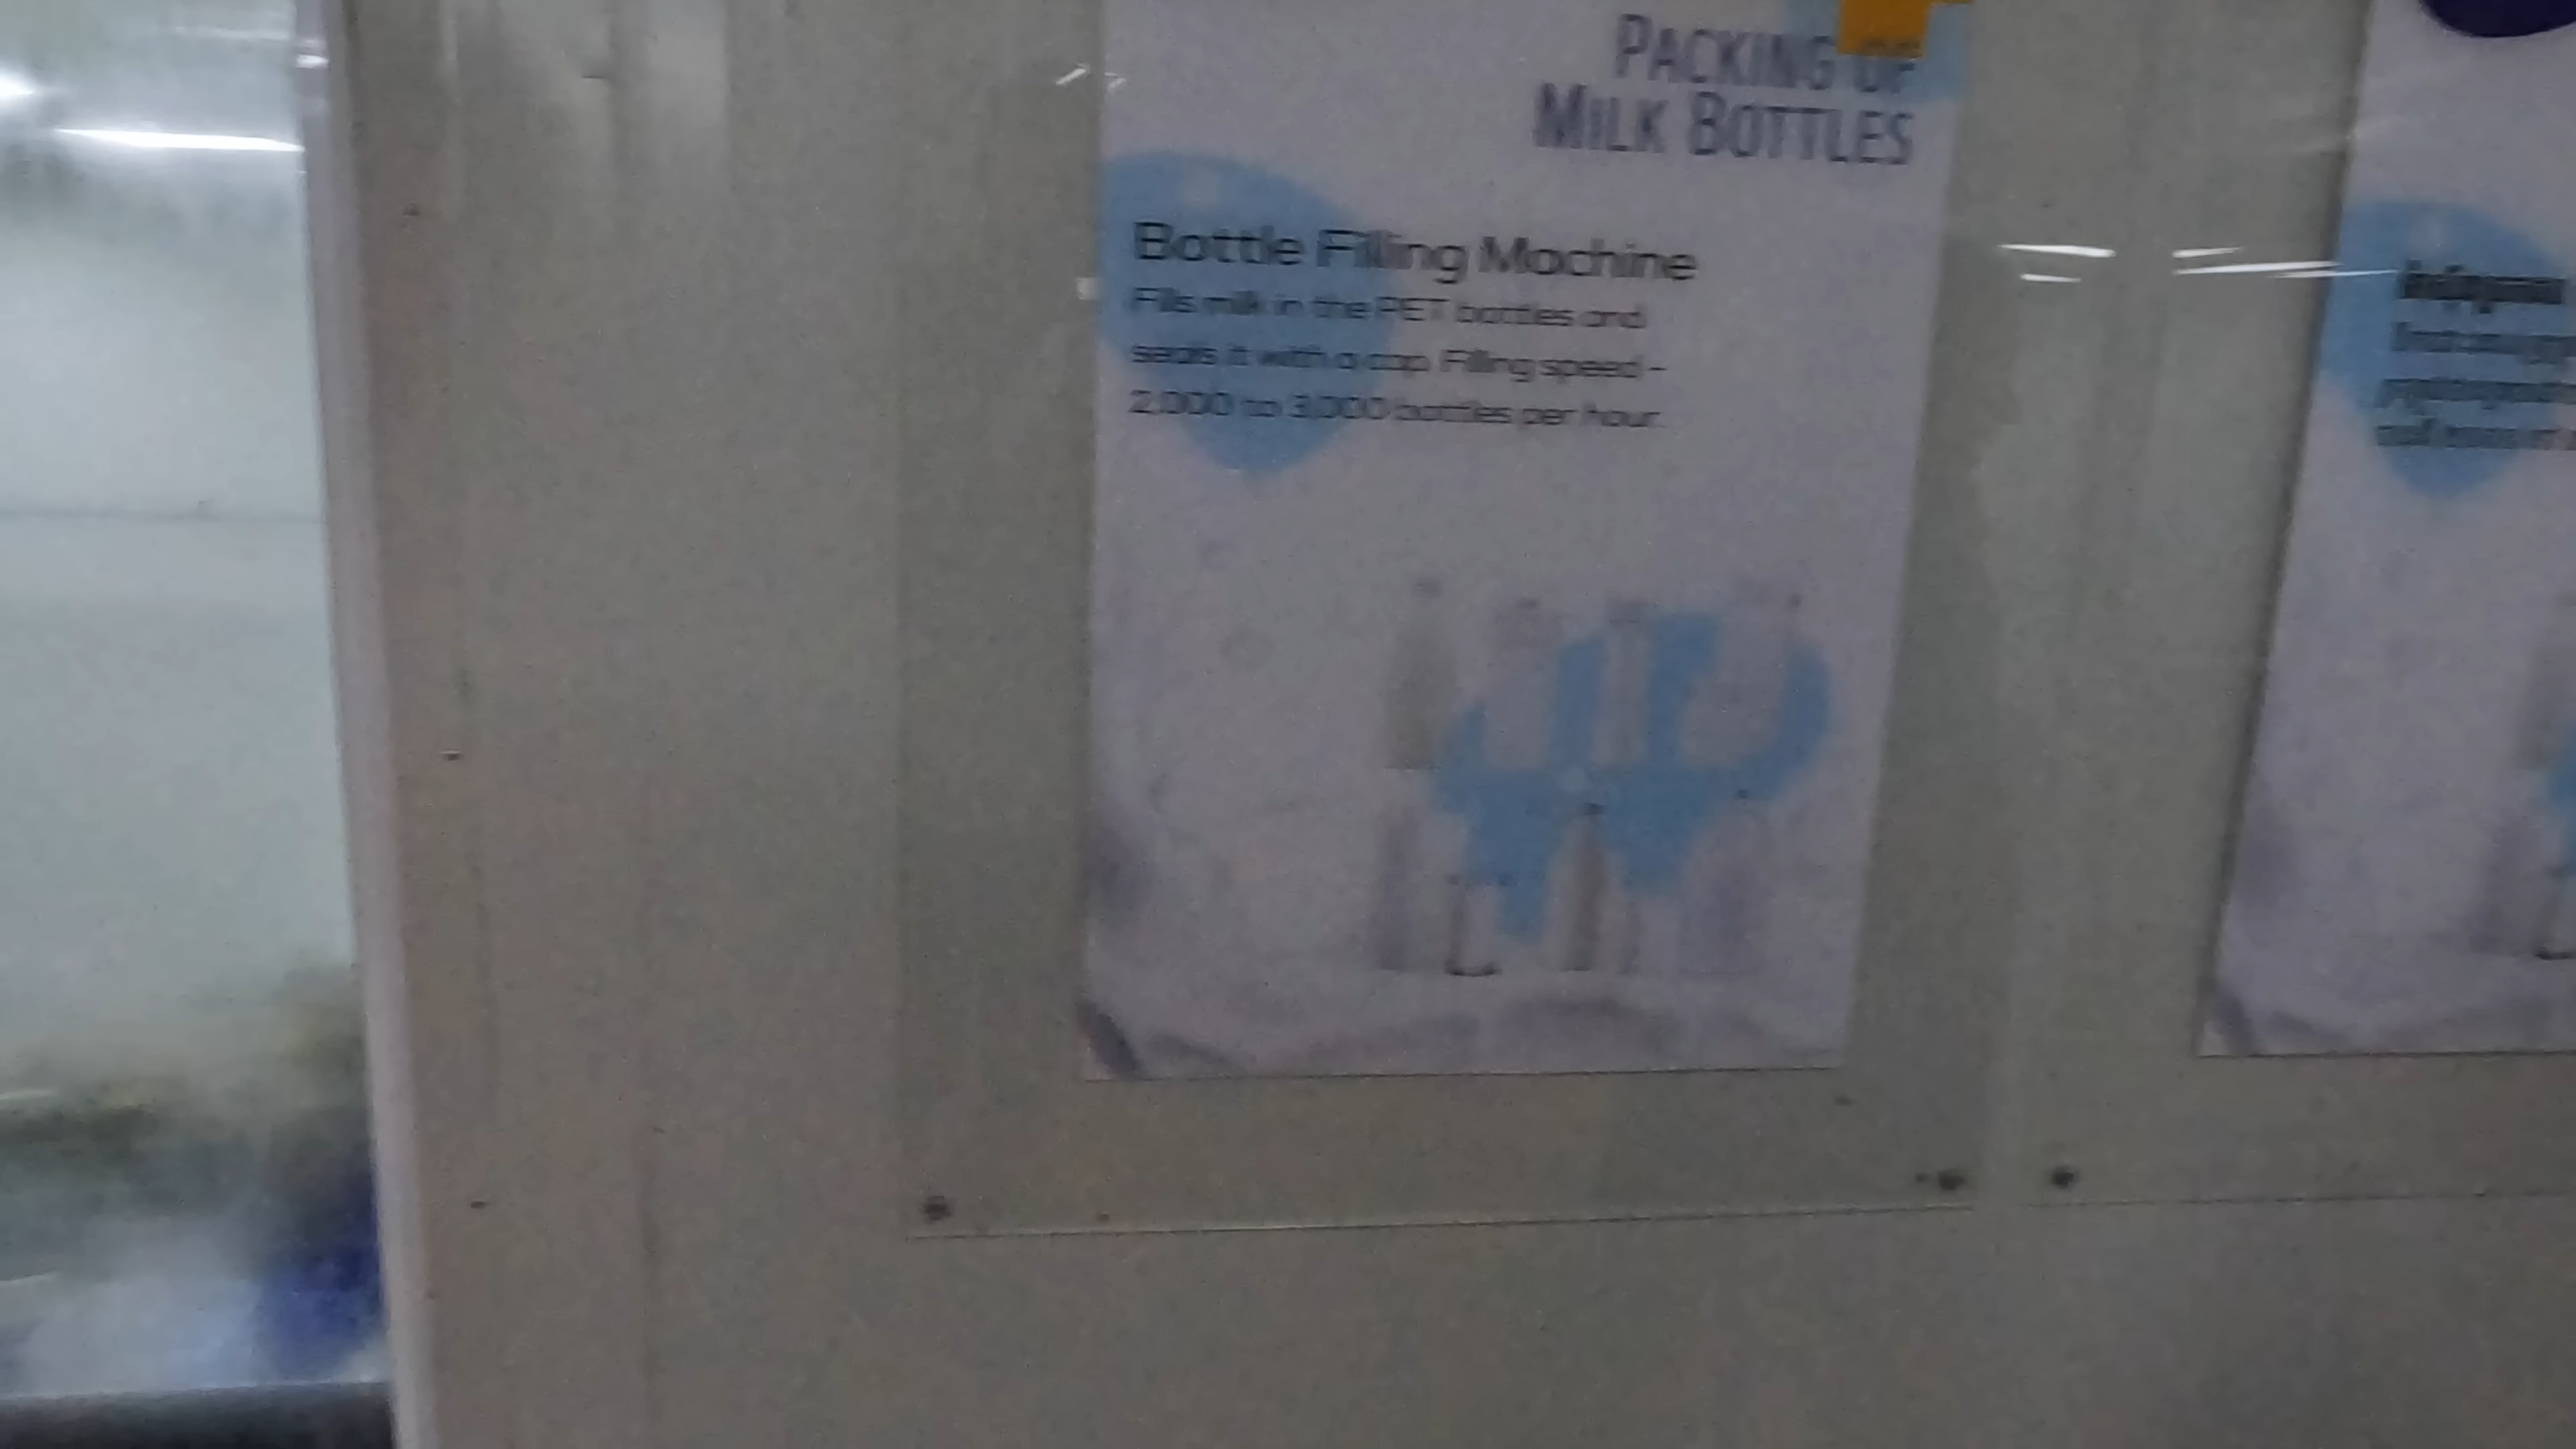 PACKING OF
MILK BOTTLES
Bottle Filling Machine
Fills milk in the PET bottles and
seals it with a cap. Filling speed -
2,000 to 3,000 bottles per hour.